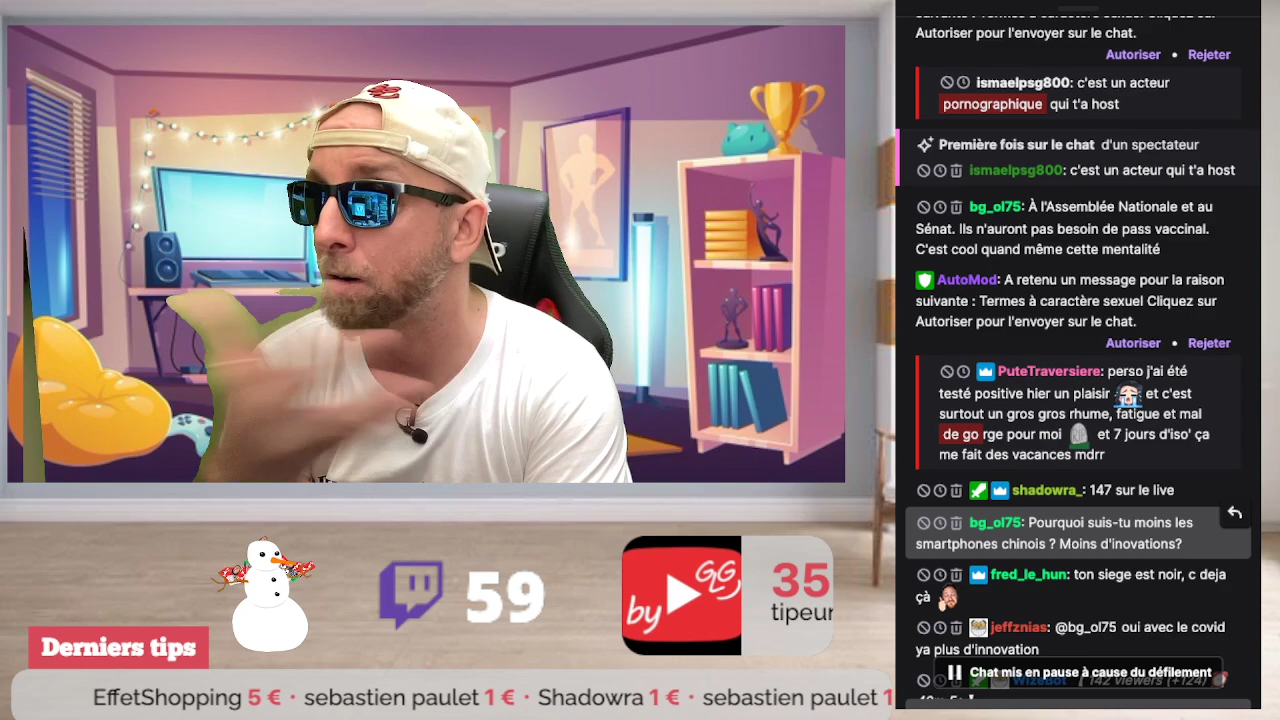 Autoriser pour l'envoyer sur le chat.
Autoriser • Rejeter
ismaelpsg800: c'est un acteur
pornographique qui t'a host
Première fois sur le chat d'un spectateur
ismaelpsg800: c'est un acteur qui t'a host
bg_ol75: À l'Assemblée Nationale et au
Sénat. Ils n'auront pas besoin de pass vaccinal.
C'est cool quand même cette mentalité
AutoMod: A retenu un message pour la raison
suivante : Termes à caractère sexuel Cliquez sur
Autoriser pour l'envoyer sur le chat.
Autoriser • Rejeter
PuteTraversiere: perso j'ai été
testé positive hier un plaisir et c'est
surtout un gros gros rhume, fatigue et mal
de go rge pour moi et 7 jours d'iso' ça
me fait des vacances mdrr
shadowra_: 147 sur le live
bg_ol75: Pourquoi suis-tu moins les
smartphones chinois ? Moins d'inovations?
fred_le_hun: ton siege est noir, c deja
çà
jeffznias: @bg_ol75 oui avec le covid
ya plus d'innovation
Chat mis en pause à cause du défilement
59
by GLG
35
tipeur
Derniers tips
EffetShopping 5 € · sebastien paulet 1 € · Shadowra 1 € · sebastien paulet 1